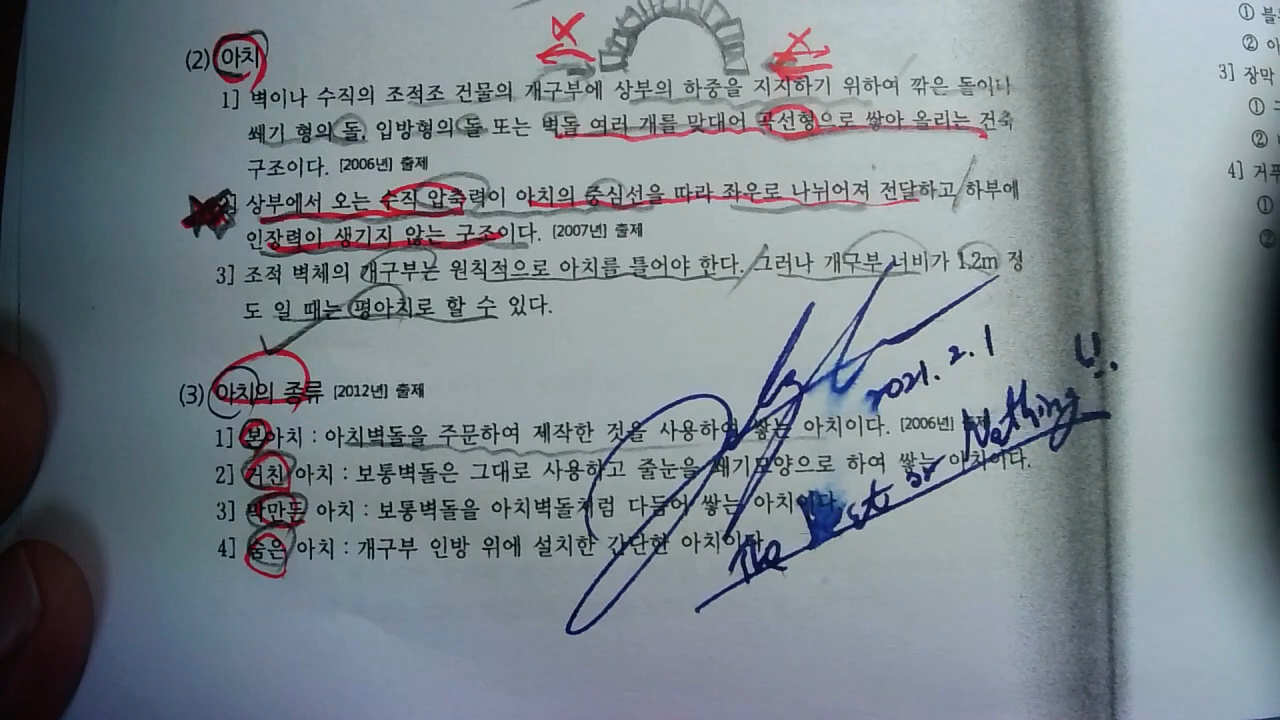 (2) 아치
1] 벽이나 수직의 조적조 건물의 개구부에 상부의 하중을 지지하기 위하여 깎은 돌이나
쐐기 형의 돌, 입방형의 돌 또는 벽돌 여러 개를 맞대어 곡선형으로 쌓아 올리는 건축
구조이다. [2006년] 출제
2] 상부에서 오는 수직 압축력이 아치의 중심선을 따라 좌우로 나뉘어져 전달하고 하부에
인장력이 생기지 않는 구조이다. [2007년] 출제
3] 조적 벽체의 개구부는 원칙적으로 아치를 틀어야 한다. 그러나 개구부 너비가 1.2m 정
도 일 때는 평아치로 할 수 있다.
(3) 아치의 종류 [2012년] 출제
1] 본아치 : 아치벽돌을 주문하여 제작한 것을 사용하여 쌓는 아치이다. [2006년]
2] 거친 아치 : 보통벽돌은 그대로 사용하고 줄눈을 쐐기모양으로 하여 쌓는 아치이다.
3] 막만든 아치 : 보통벽돌을 아치벽돌처럼 다듬어 쌓는 아치이다.
4] 숨은 아치 : 개구부 인방 위에 설치한 간단한 아치이다.
2021. 2. 1
The Best or Nothing
① 블
② 아
3] 장막
①
②
4] 거푸
①
②